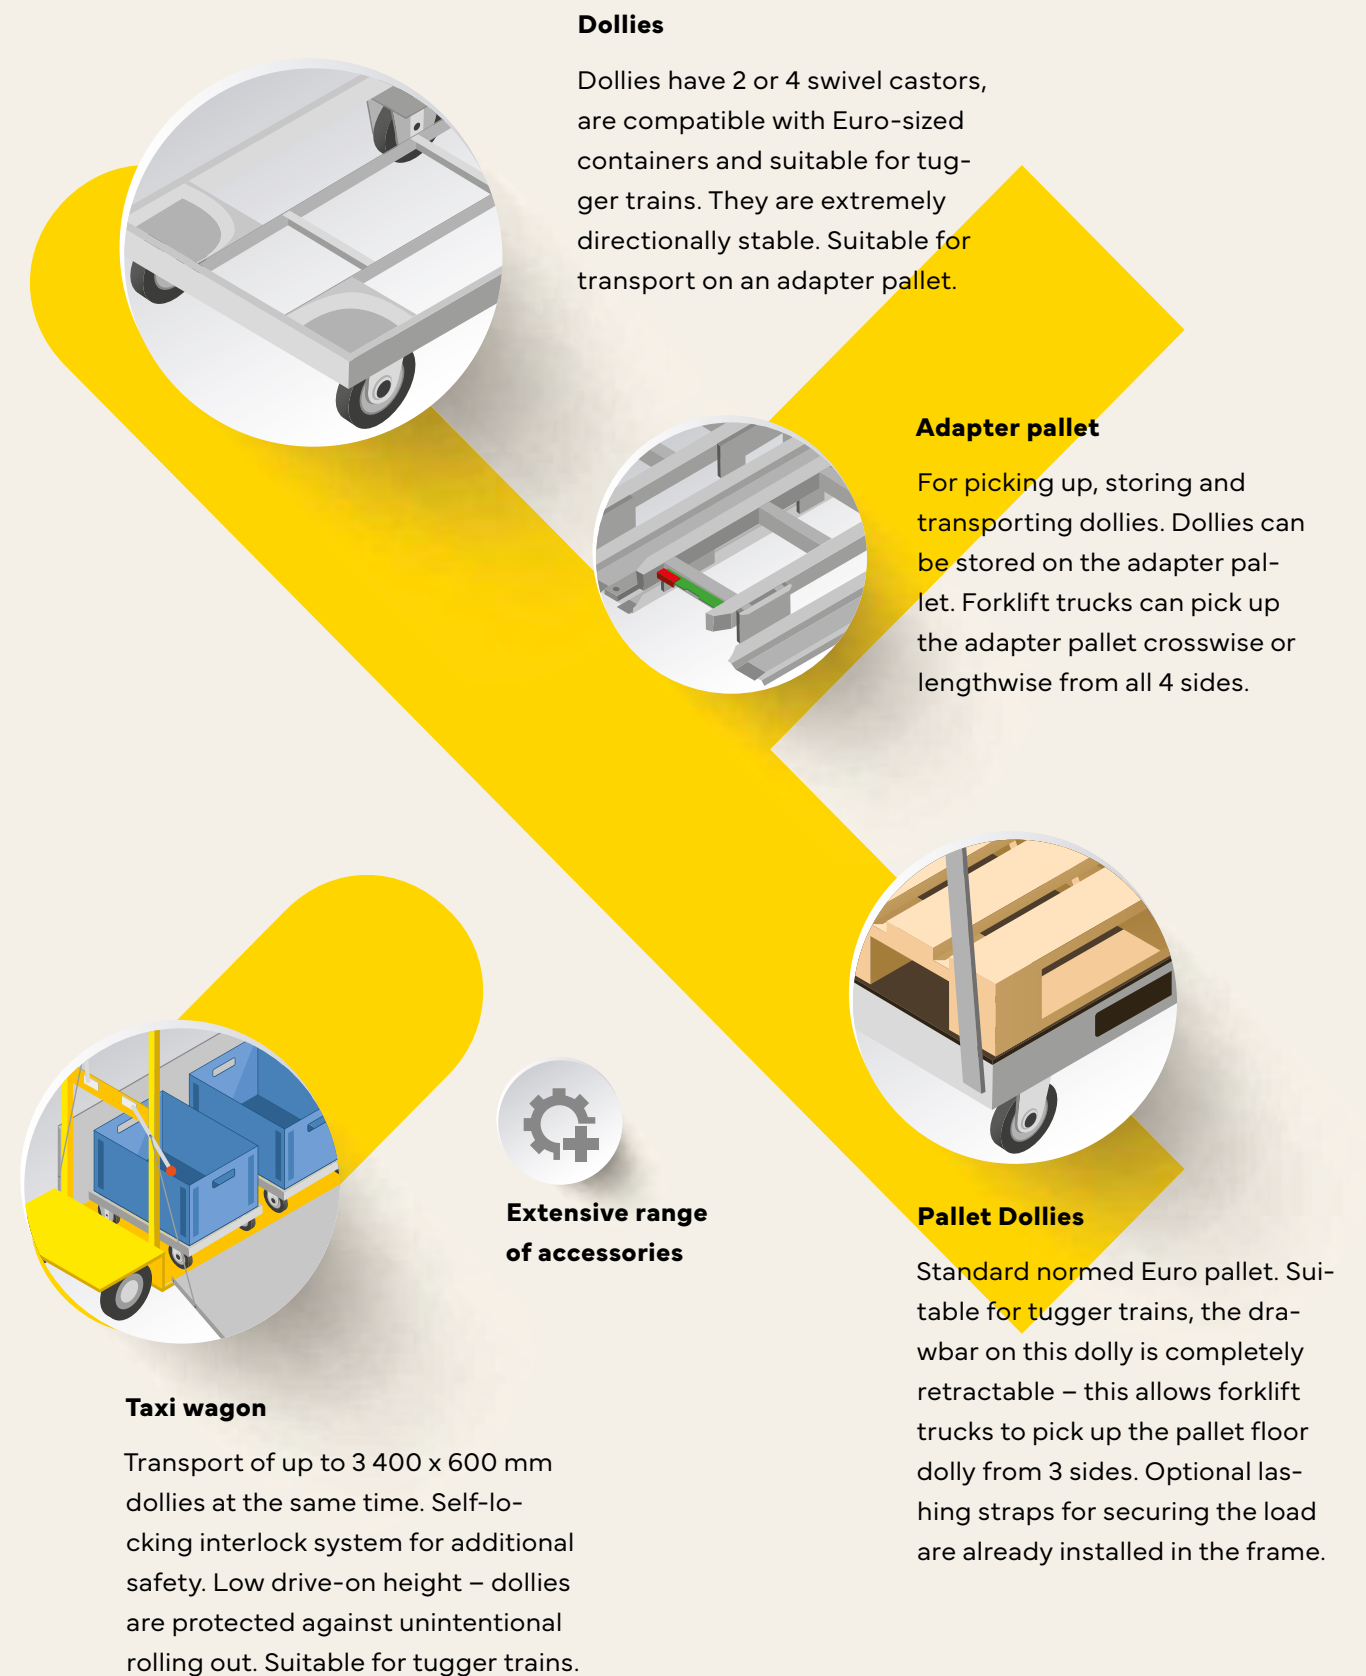 Dollies
Dollies have 2 or 4 swivel castors,
are compatible with Euro-sized
containers and suitable for tug-
ger trains. They are extremely
directionally stable. Suitable for
transport on an adapter pallet.
Adapter pallet
For picking up, storing and
transporting dollies. Dollies can
be stored on the adapter pal-
let. Forklift trucks can pick up
the adapter pallet crosswise or
lengthwise from all 4 sides.
Extensive range
of accessories
Pallet Dollies
Standard normed Euro pallet. Sui-
table for tugger trains, the dra-
wbar on this dolly is completely
retractable – this allows forklift
trucks to pick up the pallet floor
dolly from 3 sides. Optional las-
hing straps for securing the load
are already installed in the frame.
Taxi wagon
Transport of up to 3 400 x 600 mm
dollies at the same time. Self-lo-
cking interlock system for additional
safety. Low drive-on height – dollies
are protected against unintentional
rolling out. Suitable for tugger trains.